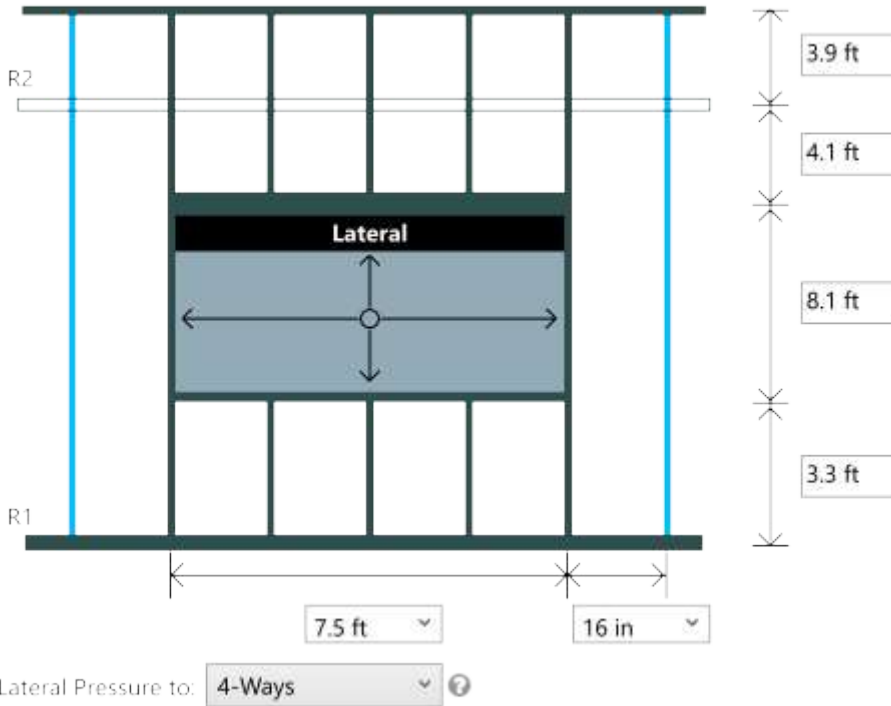 3.9 ft
R2
4.1 ft
Lateral
8.1 ft
3.3 ft
R1
7.5 ft
16 in
Lateral Pressure to:
4-Ways
?